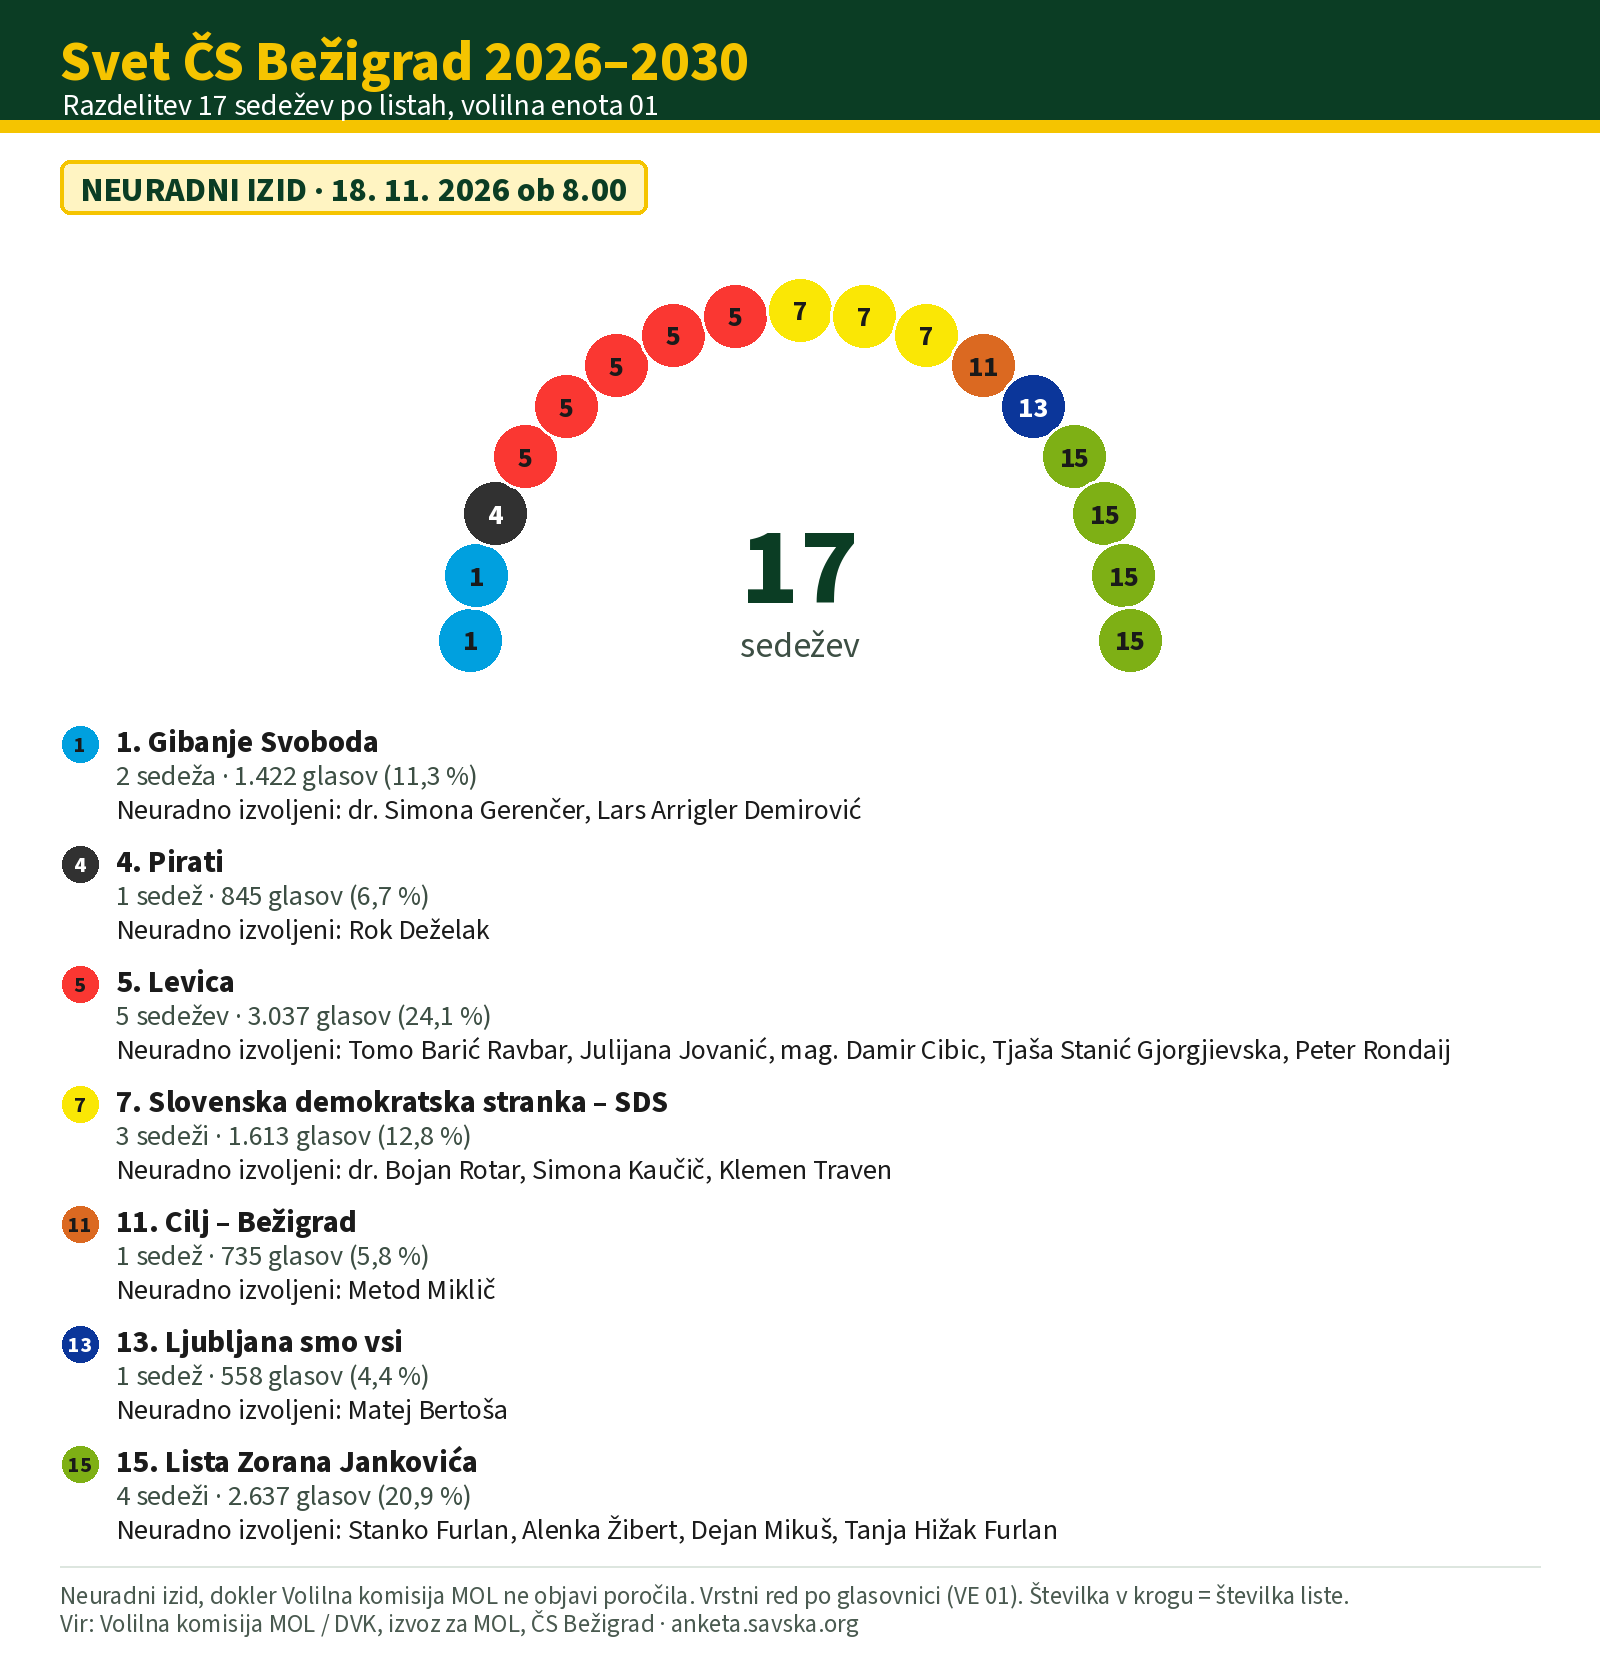 Svet ČS Bežigrad 2026–2030
Razdelitev 17 sedežev po listah, volilna enota 01
NEURADNI IZID · 18. 11. 2026 ob 8.00
1
1
4
5
5
5
5
5
7
7
7
11
13
15
15
15
15
17
sedežev
1 1. Gibanje Svoboda
2 sedeža · 1.422 glasov (11,3 %)
Neuradno izvoljeni: dr. Simona Gerenčer, Lars Arrigler Demirović
4 4. Pirati
1 sedež · 845 glasov (6,7 %)
Neuradno izvoljeni: Rok Deželak
5 5. Levica
5 sedežev · 3.037 glasov (24,1 %)
Neuradno izvoljeni: Tomo Barić Ravbar, Julijana Jovanić, mag. Damir Cibic, Tjaša Stanić Gjorgjievska, Peter Rondaij
7 7. Slovenska demokratska stranka – SDS
3 sedeži · 1.613 glasov (12,8 %)
Neuradno izvoljeni: dr. Bojan Rotar, Simona Kaučič, Klemen Traven
11 11. Cilj – Bežigrad
1 sedež · 735 glasov (5,8 %)
Neuradno izvoljeni: Metod Miklič
13 13. Ljubljana smo vsi
1 sedež · 558 glasov (4,4 %)
Neuradno izvoljeni: Matej Bertoša
15 15. Lista Zorana Jankovića
4 sedeži · 2.637 glasov (20,9 %)
Neuradno izvoljeni: Stanko Furlan, Alenka Žibert, Dejan Mikuš, Tanja Hižak Furlan
Neuradni izid, dokler Volilna komisija MOL ne objavi poročila. Vrstni red po glasovnici (VE 01). Številka v krogu = številka liste.
Vir: Volilna komisija MOL / DVK, izvoz za MOL, ČS Bežigrad · anketa.savska.org